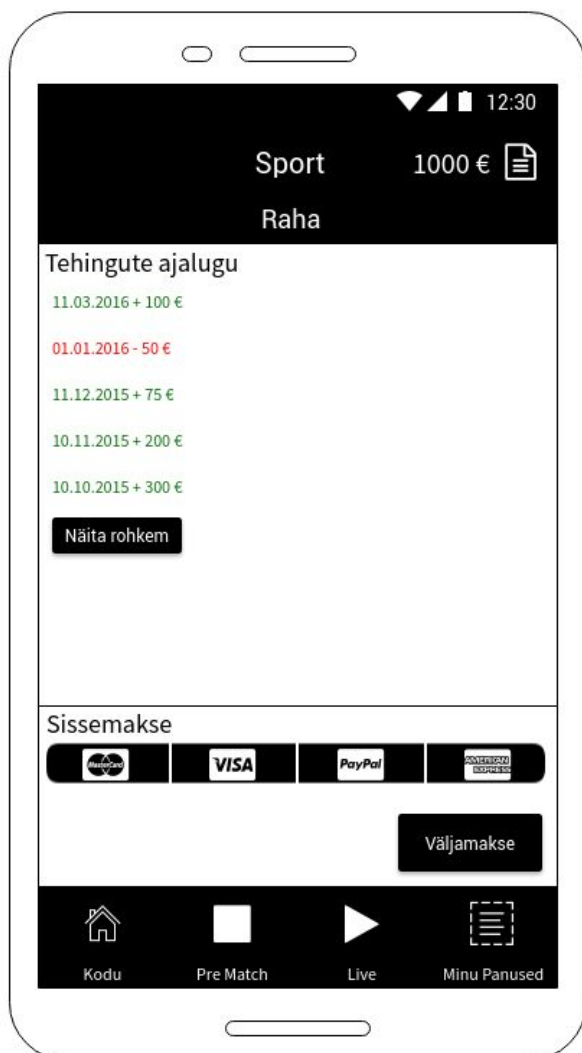 12:30
Sport 1000 €
Raha
Tehingute ajalugu
11.03.2016 + 100 €
01.01.2016 - 50 €
11.12.2015 + 75 €
10.11.2015 + 200 €
10.10.2015 + 300 €
Näita rohkem
Sissemakse
MasterCard VISA PayPal AMERICAN EXPRESS
Väljamakse
Kodu Pre Match Live Minu Panused